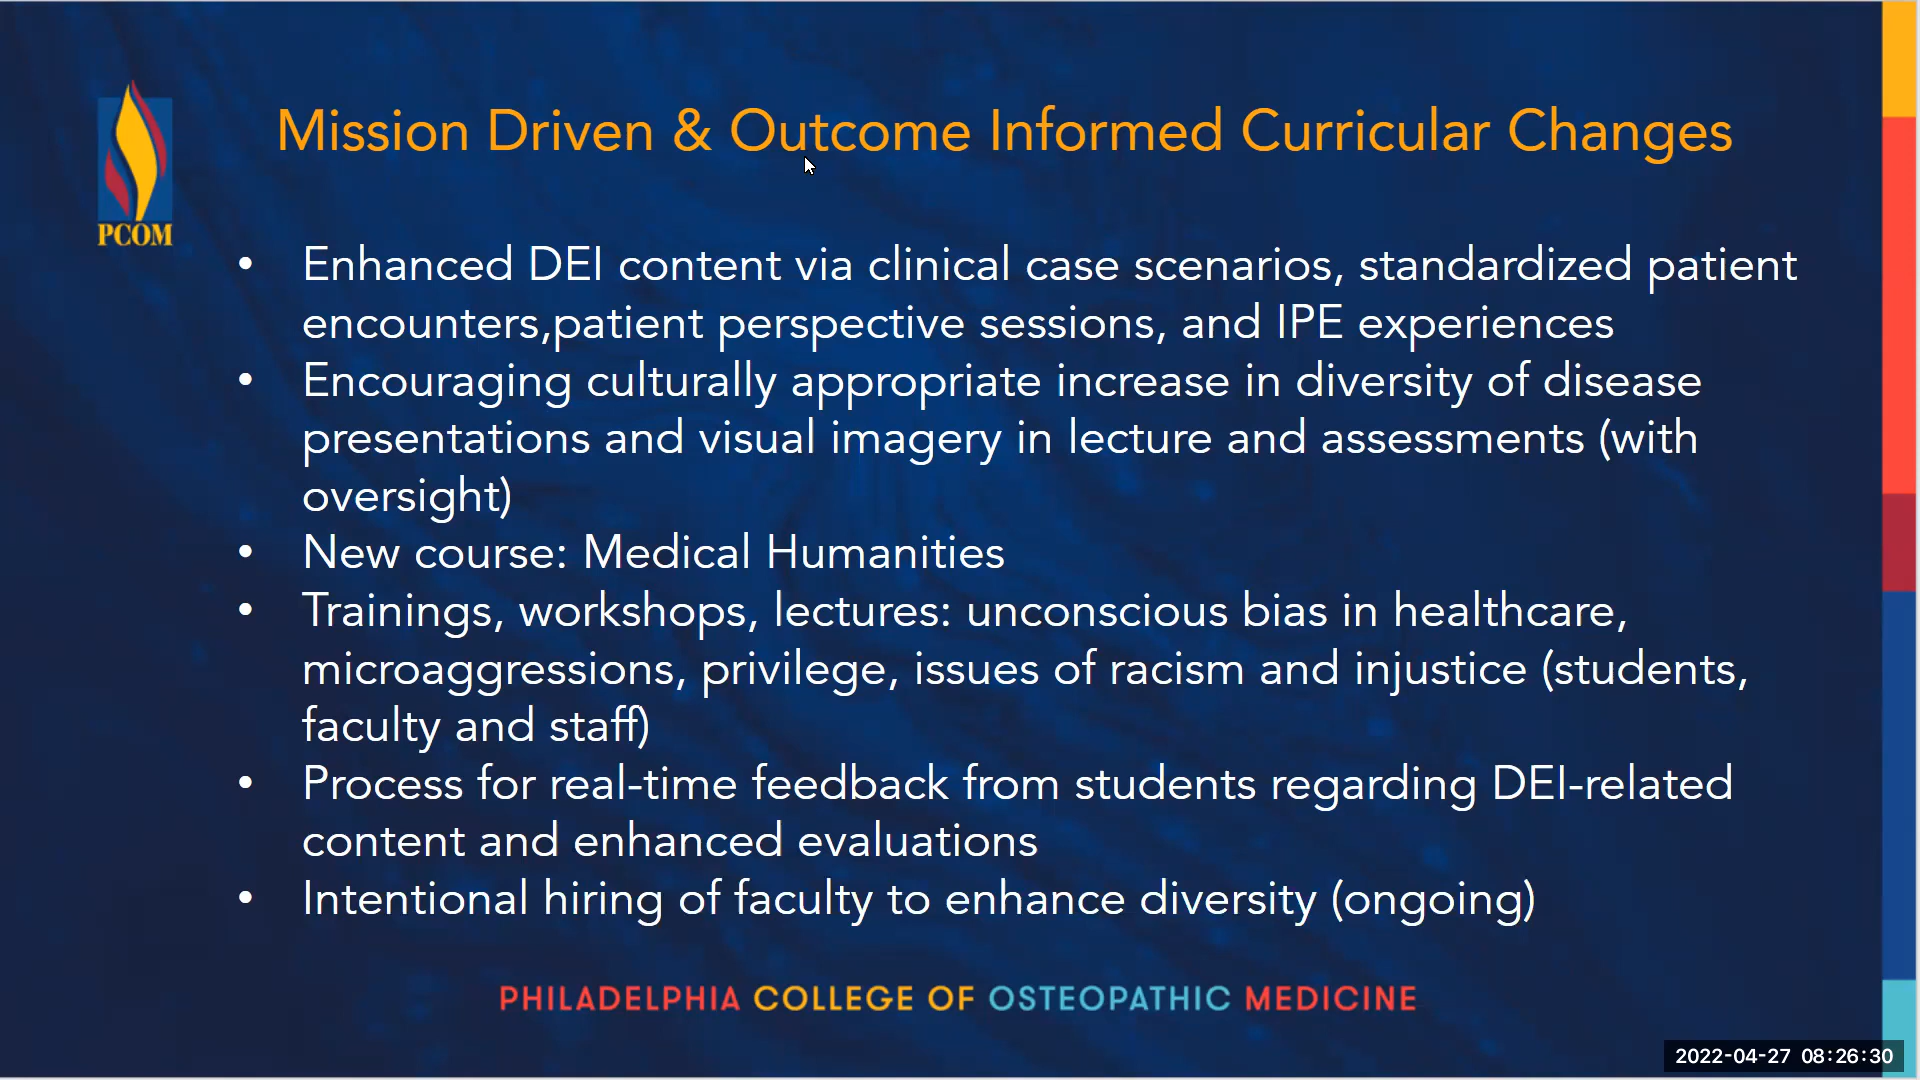 Mission Driven & Outcome Informed Curricular Changes
PCOM
• Enhanced DEI content via clinical case scenarios, standardized patient
encounters,patient perspective sessions, and IPE experiences
• Encouraging culturally appropriate increase in diversity of disease
presentations and visual imagery in lecture and assessments (with
oversight)
• New course: Medical Humanities
• Trainings, workshops, lectures: unconscious bias in healthcare,
microaggressions, privilege, issues of racism and injustice (students,
faculty and staff)
• Process for real-time feedback from students regarding DEI-related
content and enhanced evaluations
• Intentional hiring of faculty to enhance diversity (ongoing)
PHILADELPHIA COLLEGE OF OSTEOPATHIC MEDICINE
2022-04-27 08:26:30